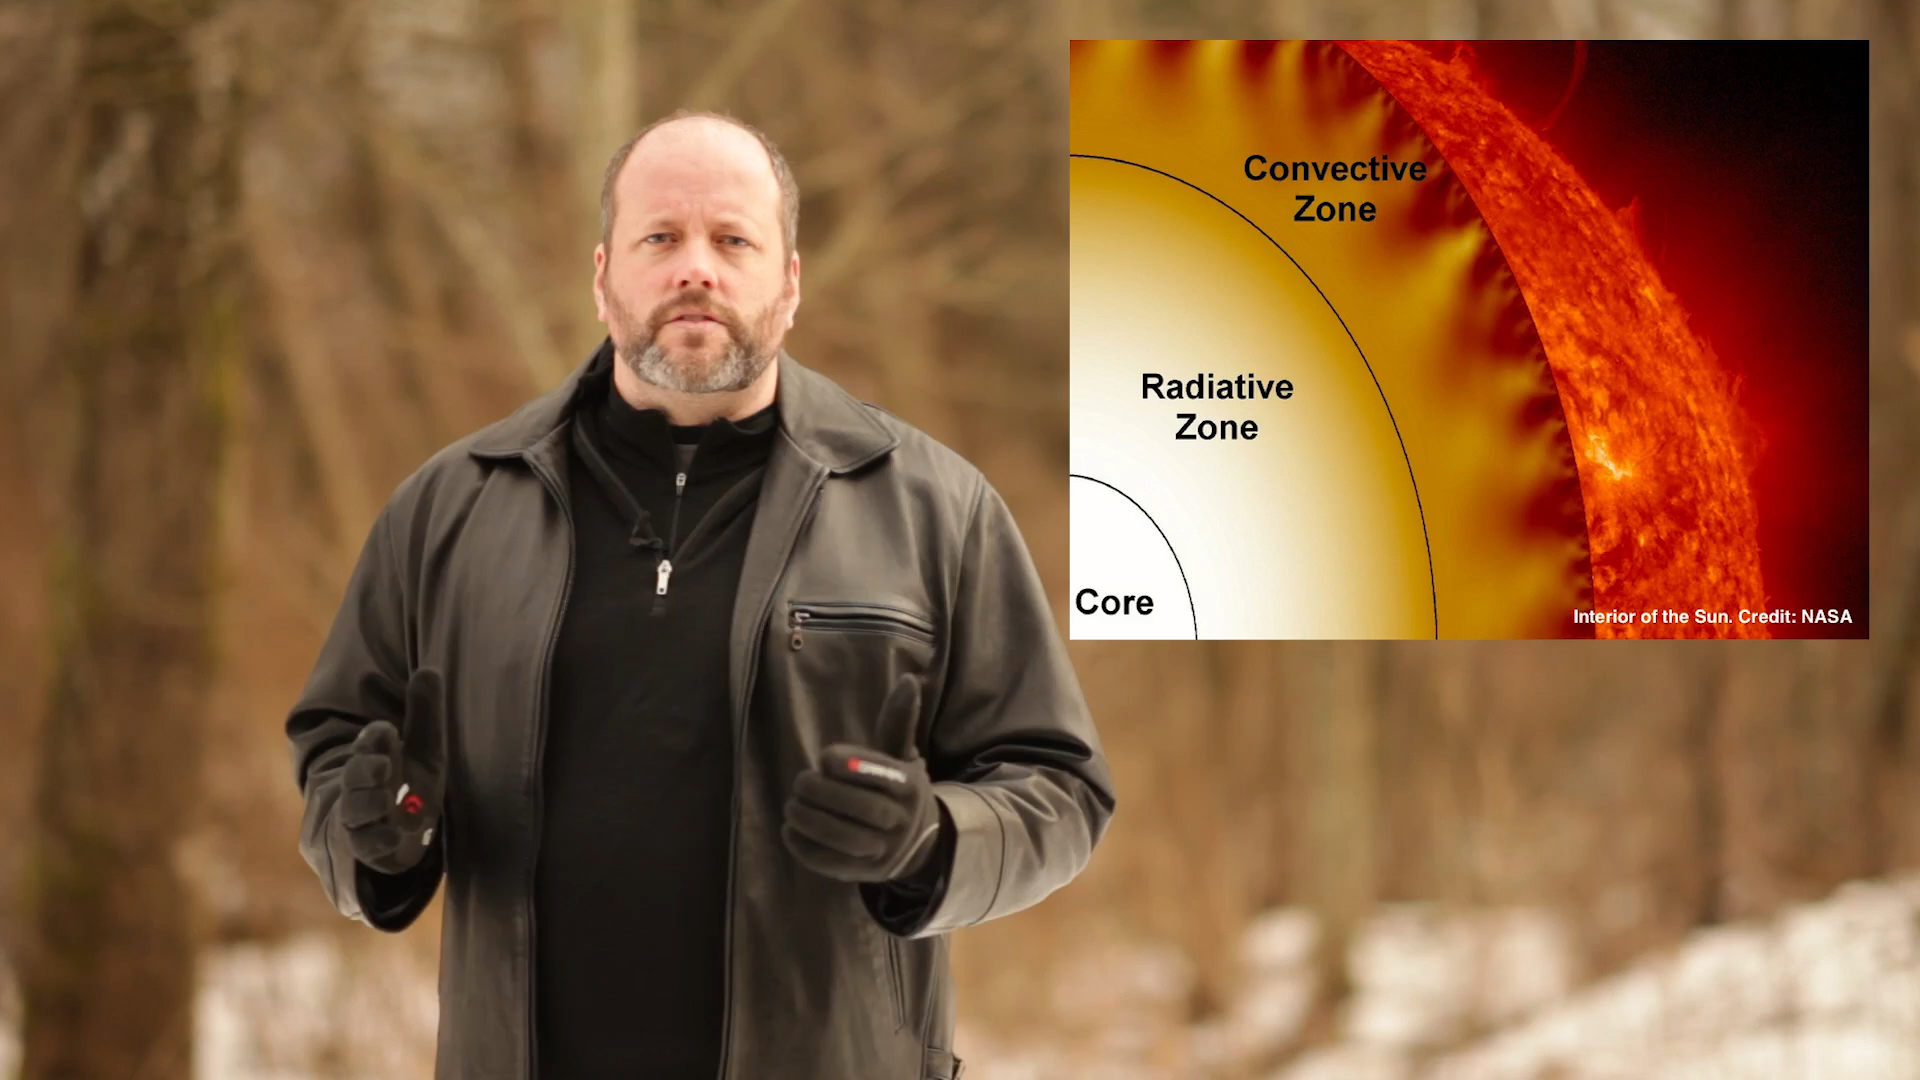 Convective
Zone
Radiative
Zone
Core
Interior of the Sun. Credit: NASA